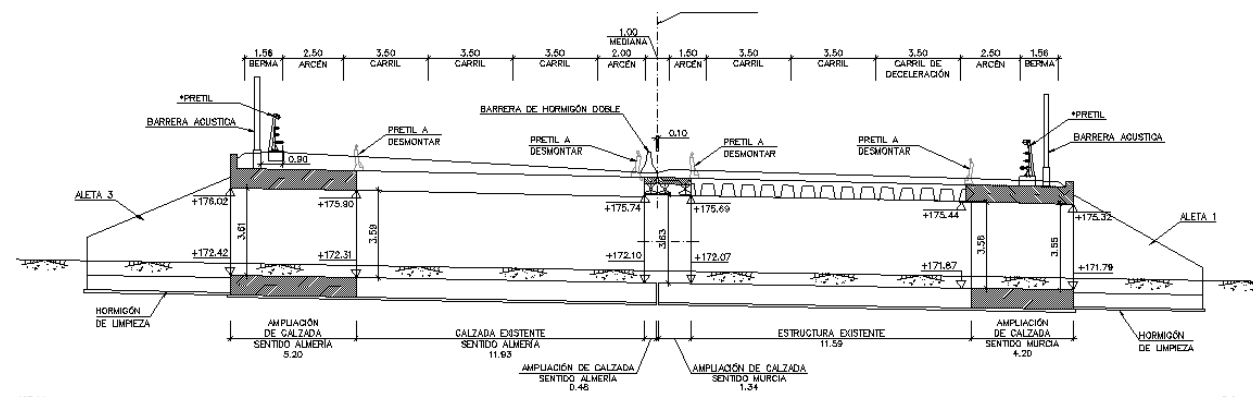 1.00
MEDIANA
1.56 2.50 3.50 3.50 3.50 2.00 1.50 3.50 3.50 3.50 2.50 1.56
BERMA ARCÉN CARRIL CARRIL CARRIL ARCÉN ARCÉN CARRIL CARRIL CARRIL DE DECELERACIÓN ARCÉN BERMA
*PRETIL
BARRERA ACUSTICA
PRETIL A
DESMONTAR
BARRERA DE HORMIGÓN DOBLE
0.10
PRETIL A
DESMONTAR
PRETIL A
DESMONTAR
PRETIL A
DESMONTAR
*PRETIL
BARRERA ACUSTICA
0.90
ALETA 3
ALETA 1
+176.02 +175.90 +175.74 +175.69 +175.44 +175.32
3.61 3.59 3.63 3.56 3.55
+172.42 +172.31 +172.10 +172.07 +171.87 +171.79
HORMIGÓN
DE LIMPIEZA
AMPLIACIÓN
DE CALZADA
SENTIDO ALMERÍA
5.20
CALZADA EXISTENTE
SENTIDO ALMERÍA
11.93
ESTRUCTURA EXISTENTE
11.59
AMPLIACIÓN
DE CALZADA
SENTIDO MURCIA
4.20
HORMIGÓN
DE LIMPIEZA
AMPLIACIÓN DE CALZADA
SENTIDO ALMERÍA
0.48
AMPLIACIÓN DE CALZADA
SENTIDO MURCIA
1.34